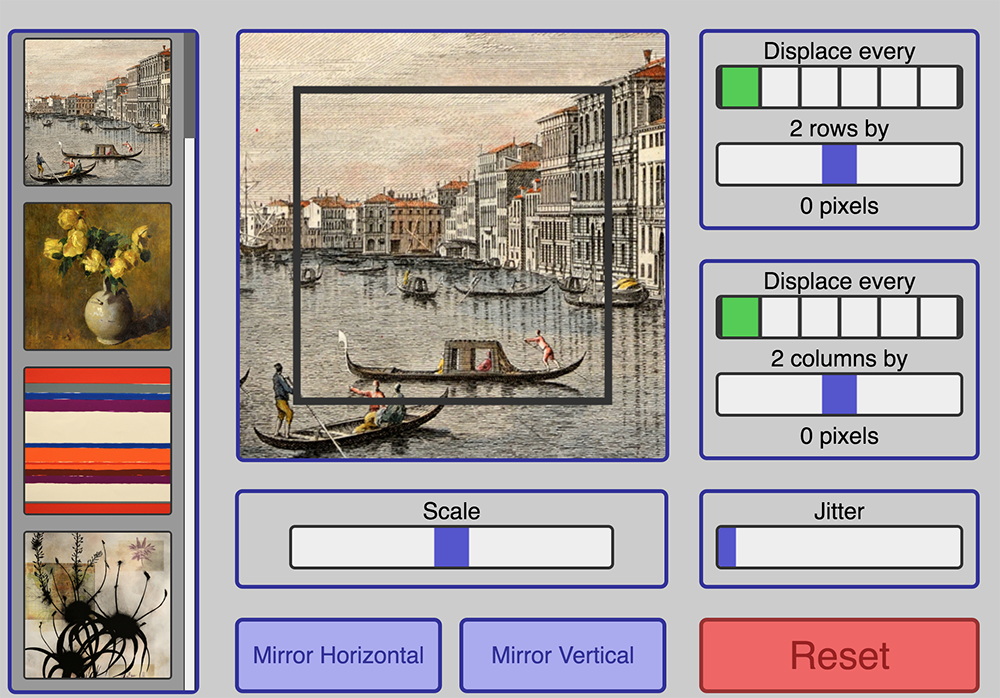 Displace every
2 rows by
0 pixels
Displace every
2 columns by
0 pixels
Scale
Jitter
Mirror Horizontal
Mirror Vertical
Reset